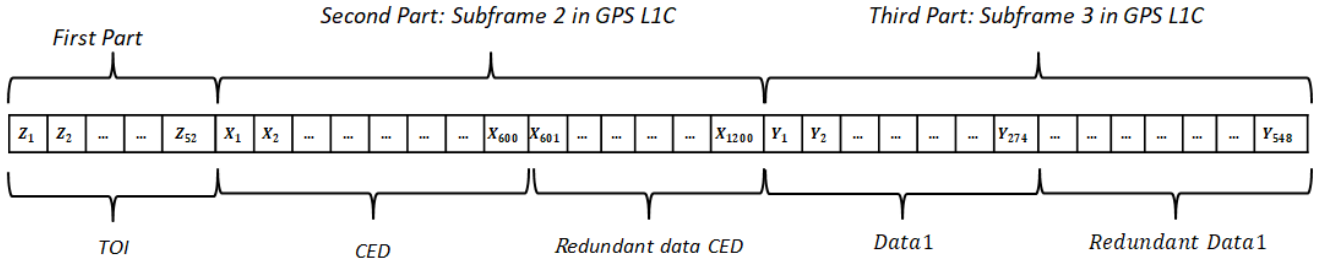 Second Part: Subframe 2 in GPS L1C
Third Part: Subframe 3 in GPS L1C
First Part
Z₁ Z₂ ... ... Z₅₂ X₁ X₂ ... ... ... ... ... X₆₀₀ X₆₀₁ ... ... ... ... X₁₂₀₀ Y₁ Y₂ ... ... ... ... Y₂₇₄ ... ... ... ... ... ... Y₅₄₈
TOI
CED
Redundant data CED
Data1
Redundant Data1